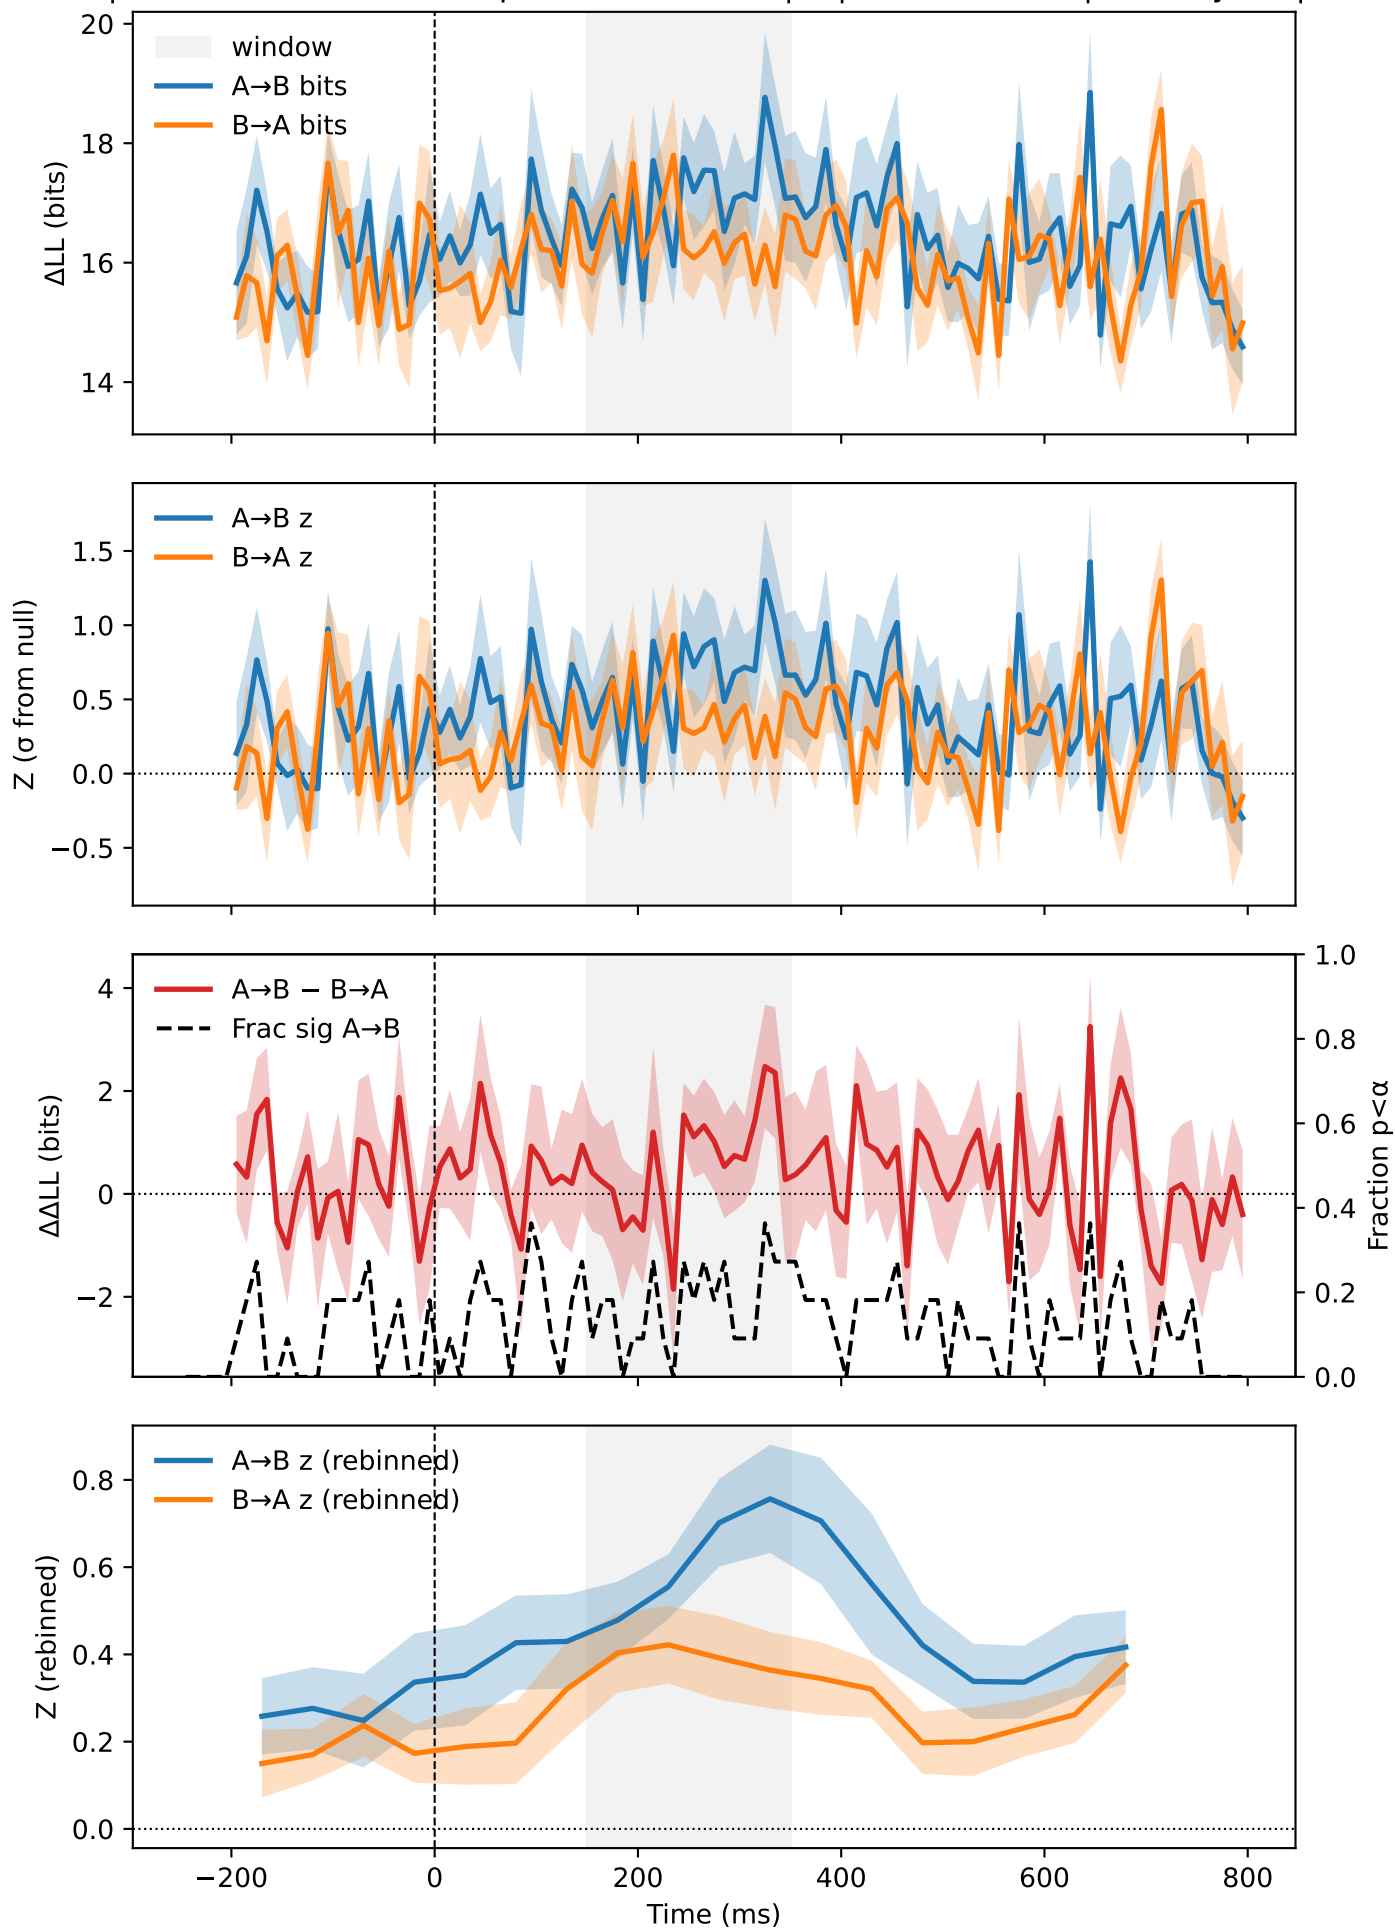 20
18
16
14
ΔLL (bits)
window
A→B bits
B→A bits
1.5
1.0
0.5
0.0
−0.5
Z (σ from null)
A→B z
B→A z
4
2
0
−2
ΔΔLL (bits)
A→B − B→A
Frac sig A→B
1.0
0.8
0.6
0.4
0.2
0.0
Fraction p<α
0.8
0.6
0.4
0.2
0.0
Z (rebinned)
A→B z (rebinned)
B→A z (rebinned)
−200 0 200 400 600 800
Time (ms)